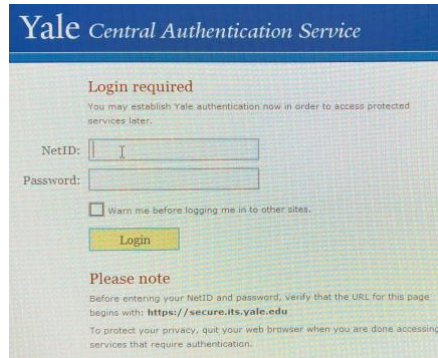 Yale Central Authentication Service
Login required
You may establish Yale authentication now in order to access protected
services later.
NetID:
Password:
Warn me before logging me in to other sites.
Login
Please note
Before entering your NetID and password, verify that the URL for this page
begins with: https://secure.its.yale.edu
To protect your privacy, quit your web browser when you are done accessing
services that require authentication.